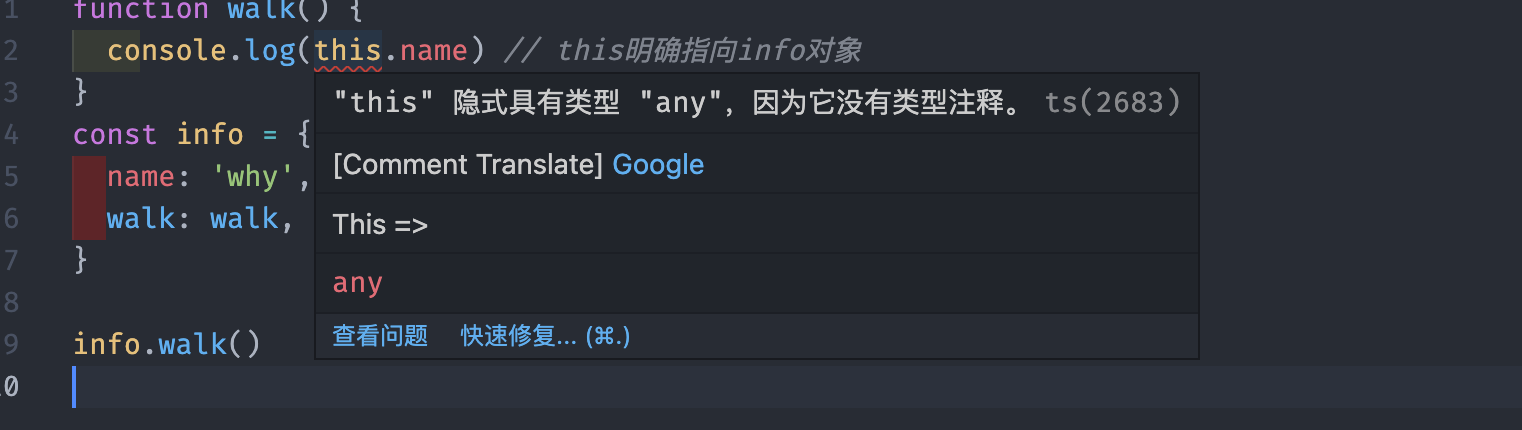 1 function walk() {
2 console.log(this.name) // this明确指向info对象
3 }
"this" 隐式具有类型 "any"，因为它没有类型注释。 ts(2683)
4 const info = {
[Comment Translate] Google
5 name: 'why',
6 walk: walk,
This =>
7 }
any
8
查看问题 快速修复... (⌘.)
9 info.walk()
0